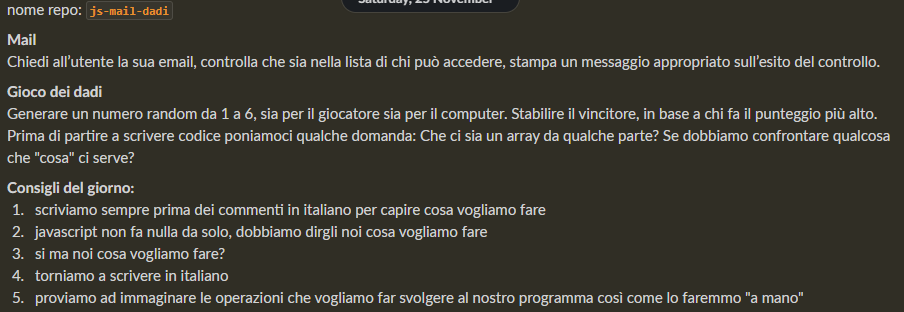 Saturday, 25 November
nome repo: js-mail-dadi
Mail
Chiedi all'utente la sua email, controlla che sia nella lista di chi può accedere, stampa un messaggio appropriato sull'esito del controllo.
Gioco dei dadi
Generare un numero random da 1 a 6, sia per il giocatore sia per il computer. Stabilire il vincitore, in base a chi fa il punteggio più alto.
Prima di partire a scrivere codice poniamoci qualche domanda: Che ci sia un array da qualche parte? Se dobbiamo confrontare qualcosa
che "cosa" ci serve?
Consigli del giorno:
1. scriviamo sempre prima dei commenti in italiano per capire cosa vogliamo fare
2. javascript non fa nulla da solo, dobbiamo dirgli noi cosa vogliamo fare
3. si ma noi cosa vogliamo fare?
4. torniamo a scrivere in italiano
5. proviamo ad immaginare le operazioni che vogliamo far svolgere al nostro programma così come lo faremmo "a mano"